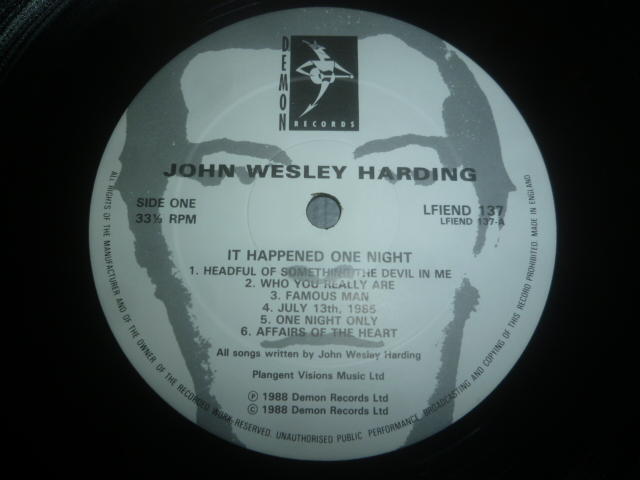 DEMON
RECORDS
JOHN WESLEY HARDING
SIDE ONE
33⅓ RPM
LFIEND 137
LFIEND 137-A
IT HAPPENED ONE NIGHT
1. HEADFUL OF SOMETHING/THE DEVIL IN ME
2. WHO YOU REALLY ARE
3. FAMOUS MAN
4. JULY 13th, 1985
5. ONE NIGHT ONLY
6. AFFAIRS OF THE HEART
All songs written by John Wesley Harding
Plangent Visions Music Ltd
Ⓟ 1988 Demon Records Ltd
© 1988 Demon Records Ltd
ALL RIGHTS OF THE MANUFACTURER AND OF THE OWNER OF THE RECORDED WORK RESERVED. UNAUTHORISED PUBLIC PERFORMANCE, BROADCASTING AND COPYING OF THIS RECORD PROHIBITED. MADE IN ENGLAND